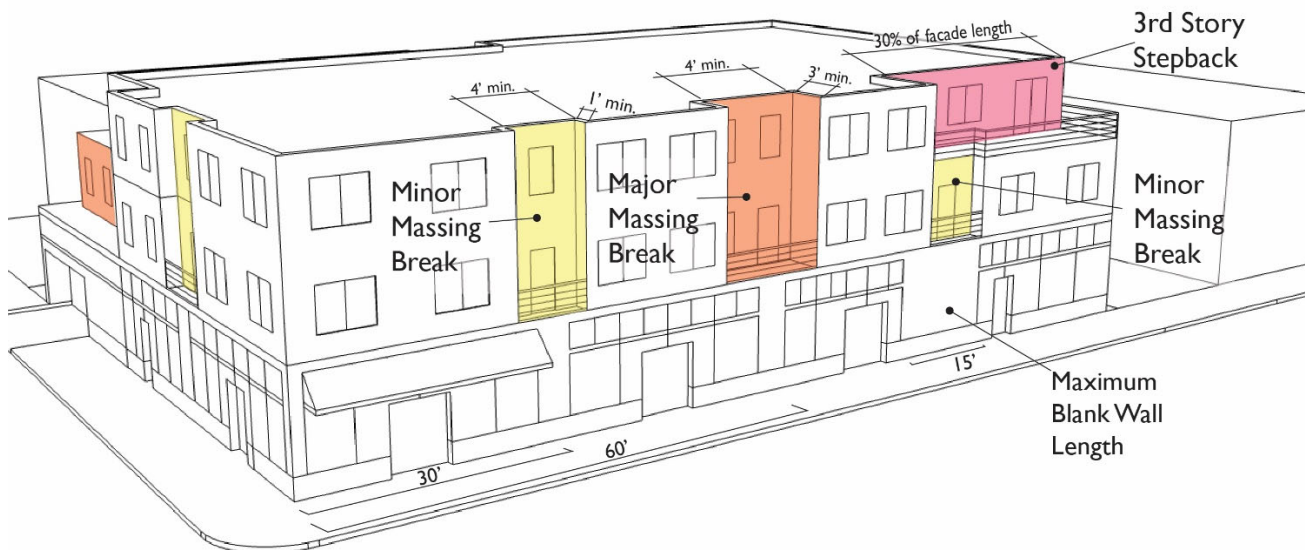 30% of facade length
3rd Story
Stepback
4' min.
1' min.
4' min.
3' min.
Minor
Massing
Break
Major
Massing
Break
Minor
Massing
Break
15'
Maximum
Blank Wall
Length
60'
30'